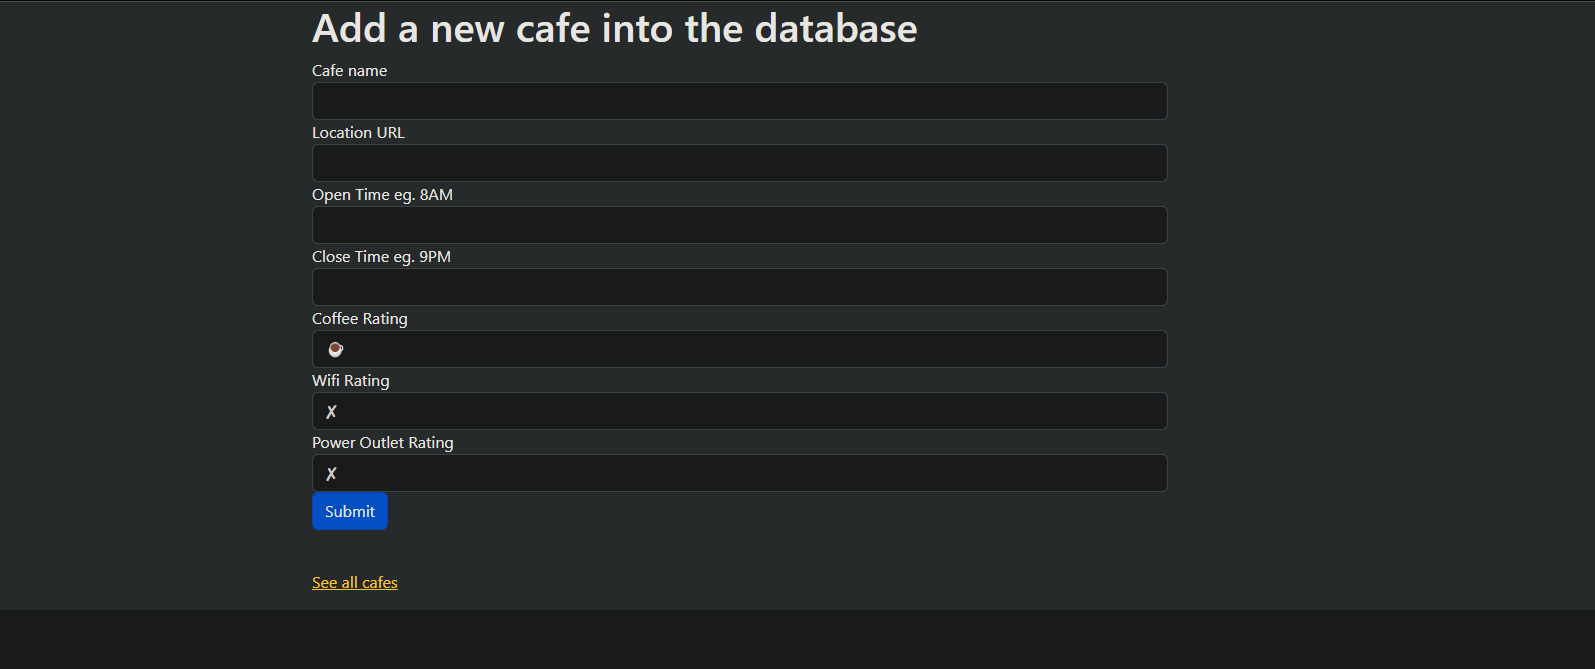 Add a new cafe into the database
Cafe name
Location URL
Open Time eg. 8AM
Close Time eg. 9PM
Coffee Rating
☕
Wifi Rating
✘
Power Outlet Rating
✘
Submit
See all cafes